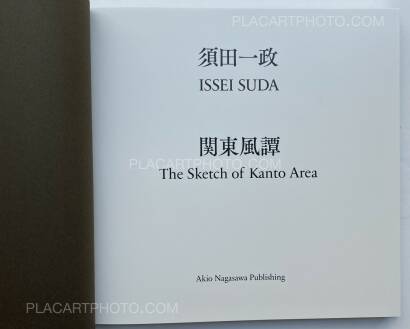 PLACARTPHOTO.COM
須田一政
ISSEI SUDA
関東風譚
PLACARTPHOTO.COM
The Sketch of Kanto Area
Akio Nagasawa Publishing
PLACARTPHOTO.COM